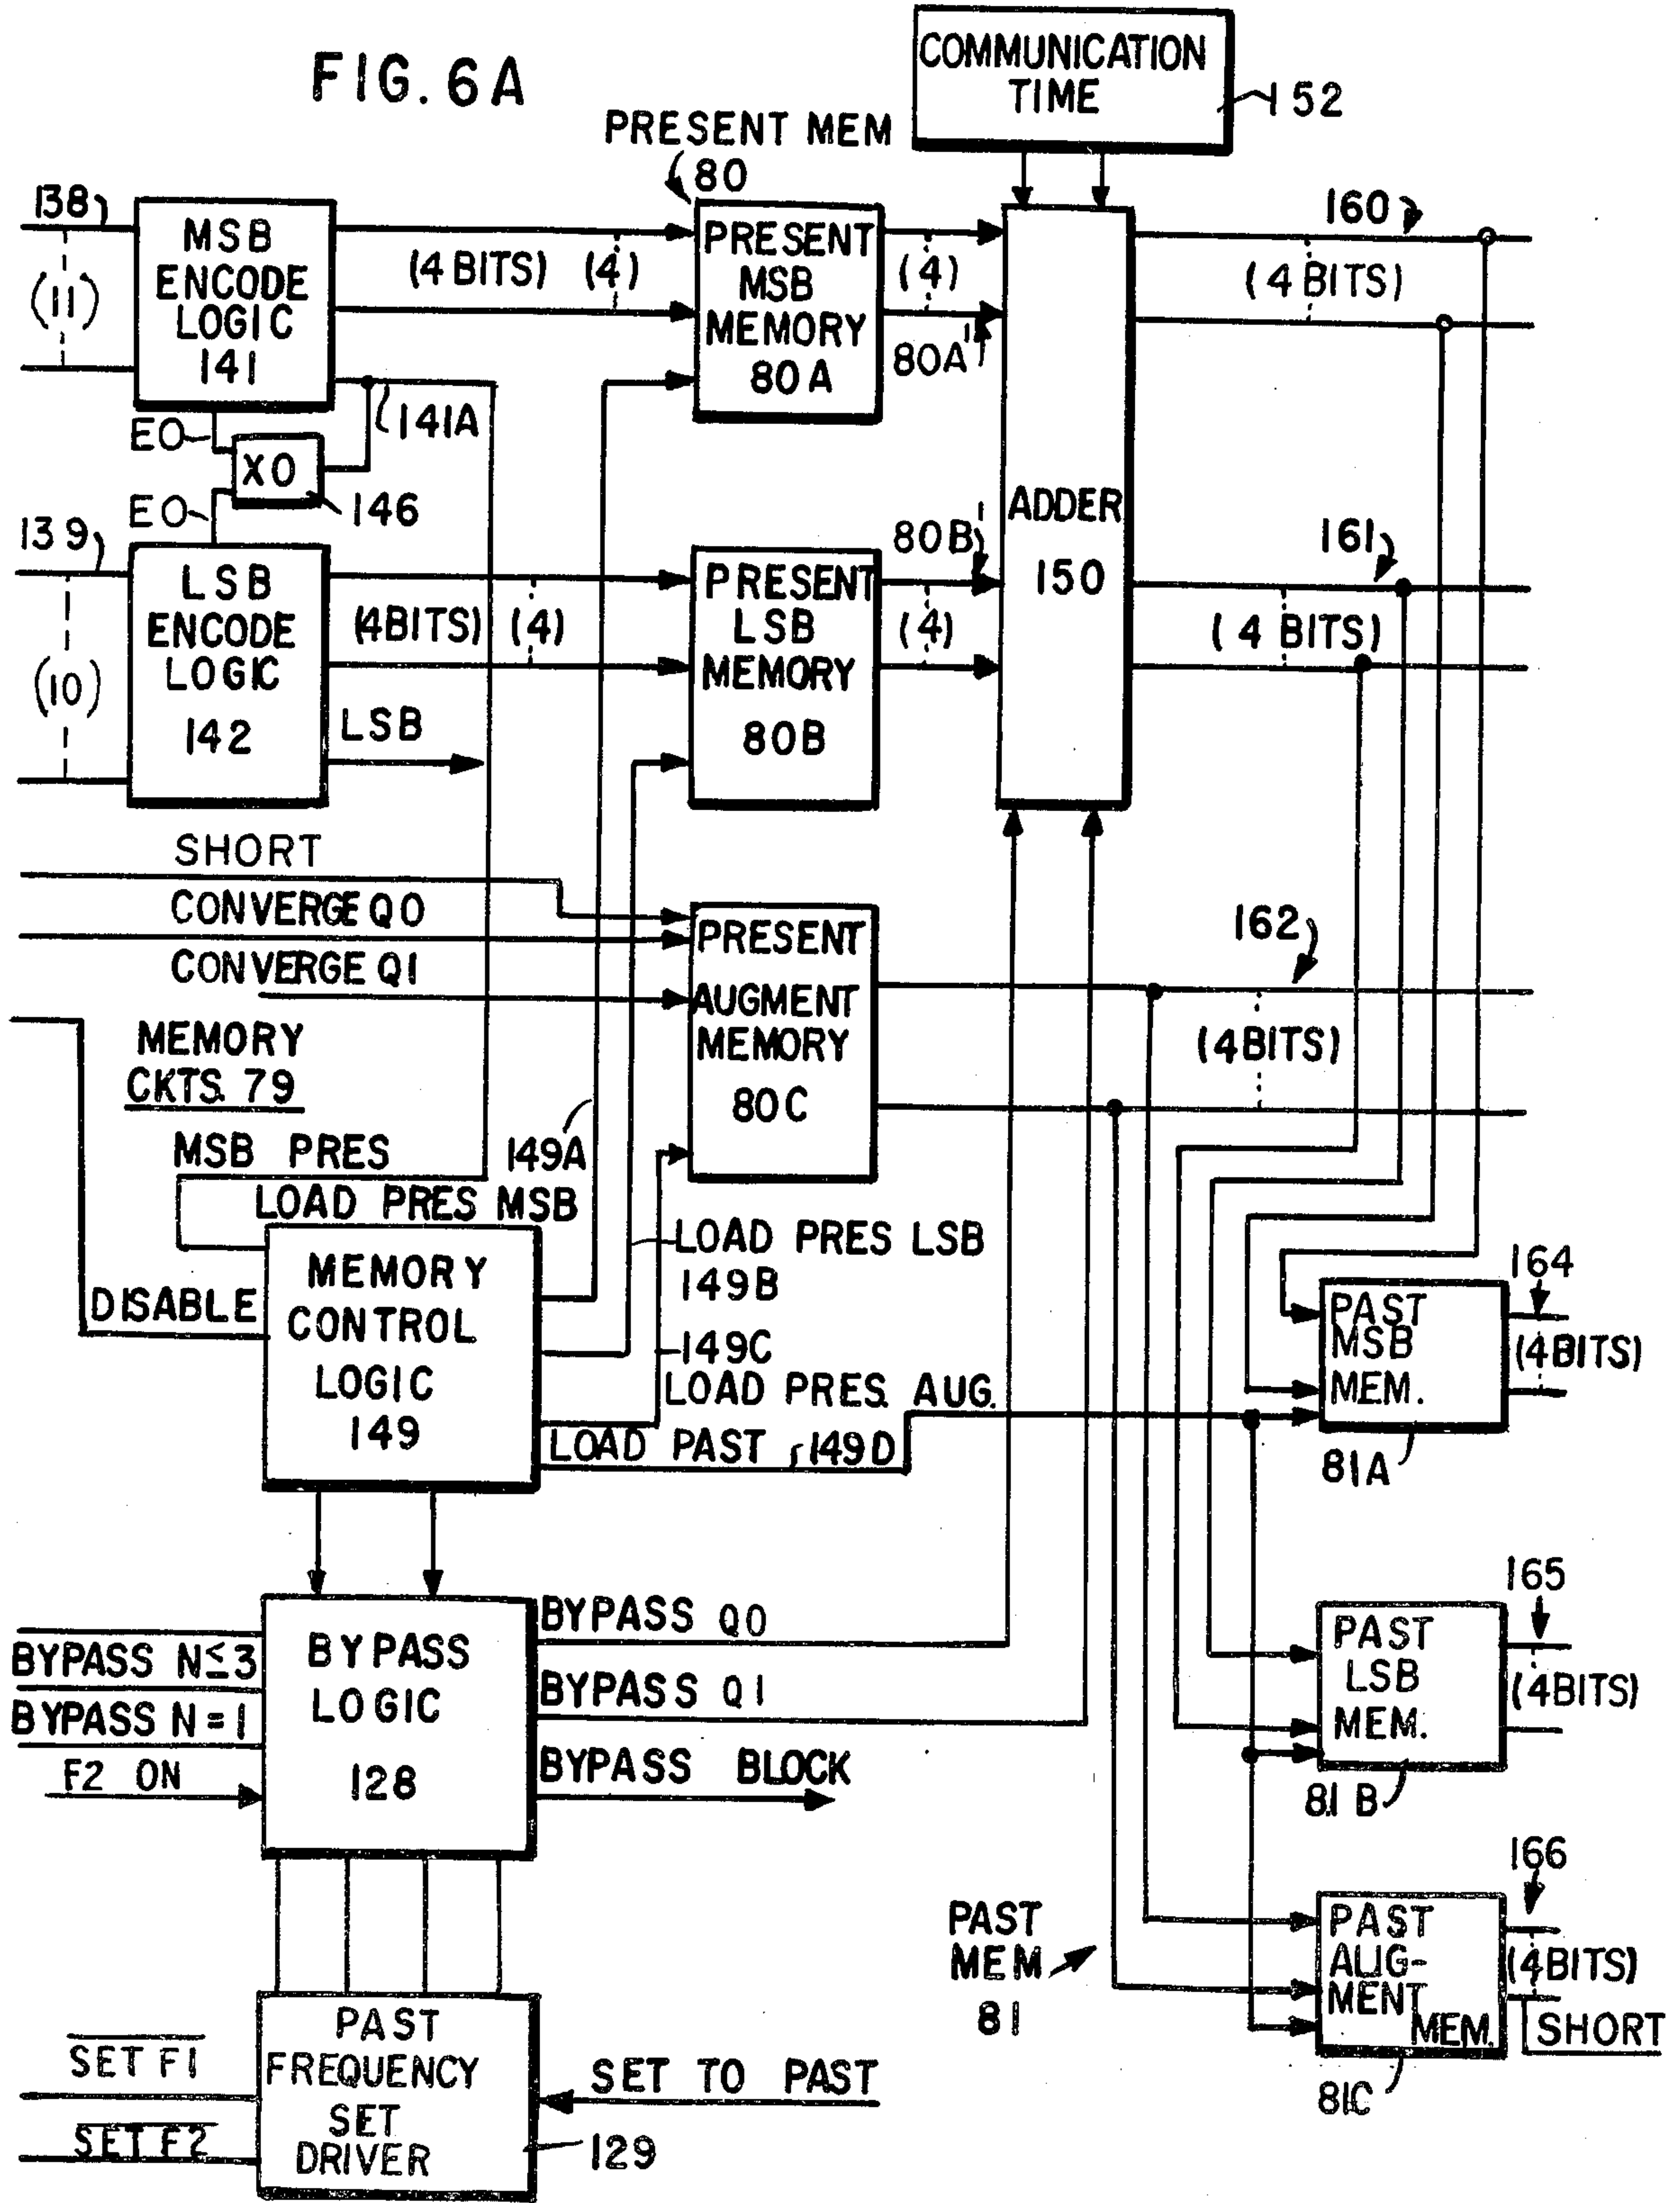 FIG. 6A
COMMUNICATION
TIME
152
PRESENT MEM
80
138
(11)
MSB
ENCODE
LOGIC
141
(4 BITS)
(4)
PRESENT
MSB
MEMORY
80A
(4)
80A'
160
(4 BITS)
141A
EO
XO
146
EO
139
(10)
LSB
ENCODE
LOGIC
142
(4BITS)
(4)
LSB
PRESENT
LSB
MEMORY
80B
80B'
(4)
ADDER
150
161
(4 BITS)
SHORT
CONVERGE Q0
CONVERGE Q1
PRESENT
AUGMENT
MEMORY
80C
162
(4BITS)
MEMORY
CKTS. 79
MSB PRES
149A
LOAD PRES MSB
LOAD PRES LSB
149B
DISABLE
MEMORY
CONTROL
LOGIC
149
149C
LOAD PRES. AUG.
LOAD PAST 149D
PAST
MSB
MEM.
164
(4BITS)
81A
BYPASS N≤3
BYPASS N=1
F2 ON
BYPASS
LOGIC
128
BYPASS Q0
BYPASS Q1
BYPASS BLOCK
PAST
LSB
MEM.
165
(4BITS)
81B
PAST
MEM
81
PAST
AUG-
MENT
MEM.
166
(4BITS)
SHORT
81C
SET F1
SET F2
PAST
FREQUENCY
SET
DRIVER
SET TO PAST
129